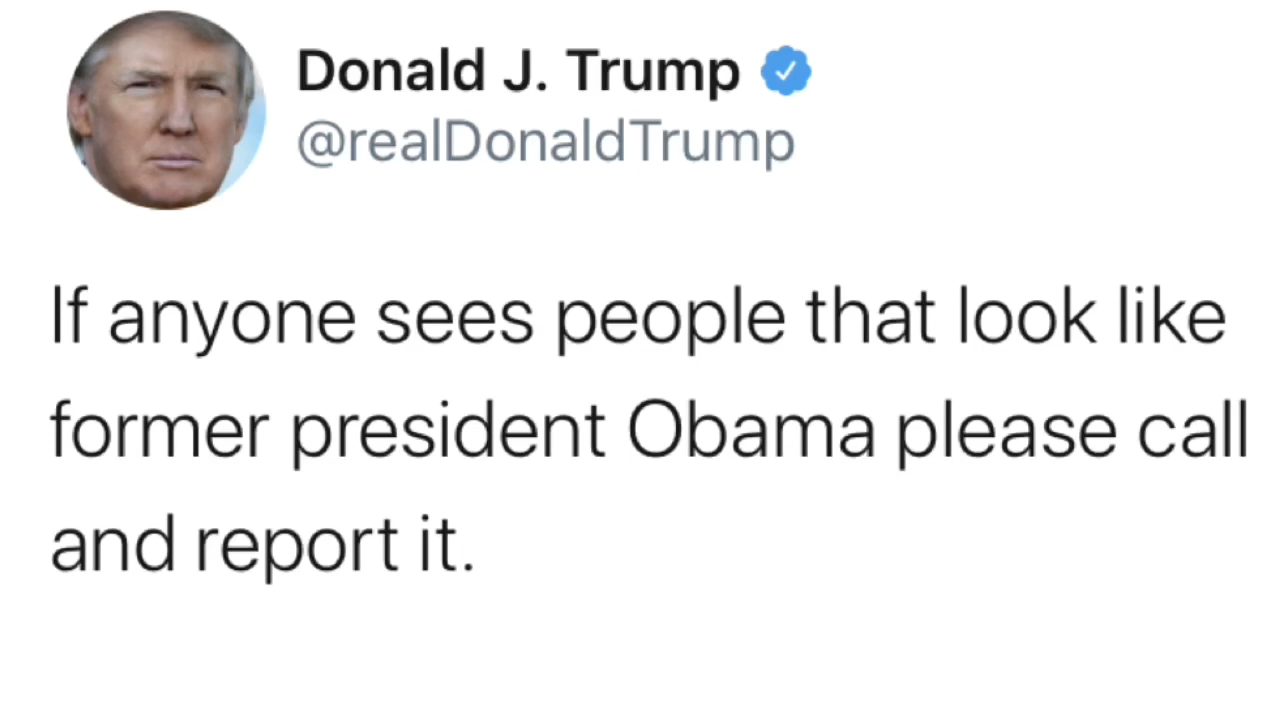 Donald J. Trump
@realDonaldTrump
If anyone sees people that look like
former president Obama please call
and report it.